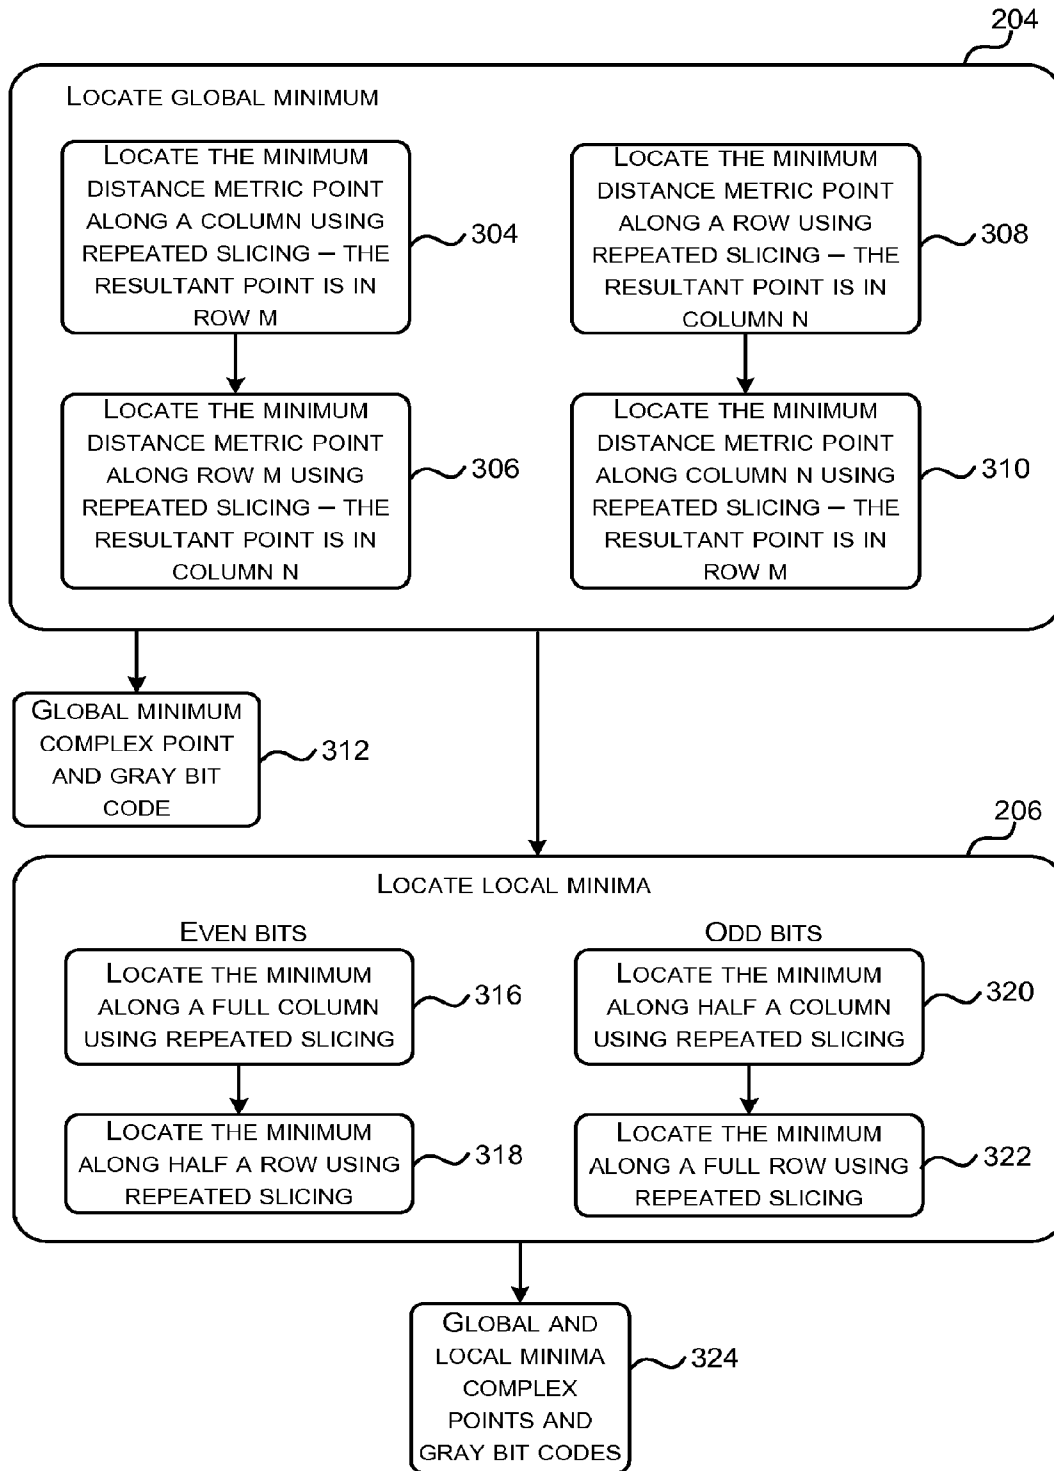 204
LOCATE GLOBAL MINIMUM
LOCATE THE MINIMUM
DISTANCE METRIC POINT
ALONG A COLUMN USING
REPEATED SLICING – THE
RESULTANT POINT IS IN
ROW M
304
LOCATE THE MINIMUM
DISTANCE METRIC POINT
ALONG A ROW USING
REPEATED SLICING – THE
RESULTANT POINT IS IN
COLUMN N
308
LOCATE THE MINIMUM
DISTANCE METRIC POINT
ALONG ROW M USING
REPEATED SLICING – THE
RESULTANT POINT IS IN
COLUMN N
306
LOCATE THE MINIMUM
DISTANCE METRIC POINT
ALONG COLUMN N USING
REPEATED SLICING – THE
RESULTANT POINT IS IN
ROW M
310
GLOBAL MINIMUM
COMPLEX POINT
AND GRAY BIT
CODE
312
206
LOCATE LOCAL MINIMA
EVEN BITS
LOCATE THE MINIMUM
ALONG A FULL COLUMN
USING REPEATED SLICING
316
ODD BITS
LOCATE THE MINIMUM
ALONG HALF A COLUMN
USING REPEATED SLICING
320
LOCATE THE MINIMUM
ALONG HALF A ROW USING
REPEATED SLICING
318
LOCATE THE MINIMUM
ALONG A FULL ROW USING
REPEATED SLICING
322
GLOBAL AND
LOCAL MINIMA
COMPLEX
POINTS AND
GRAY BIT CODES
324